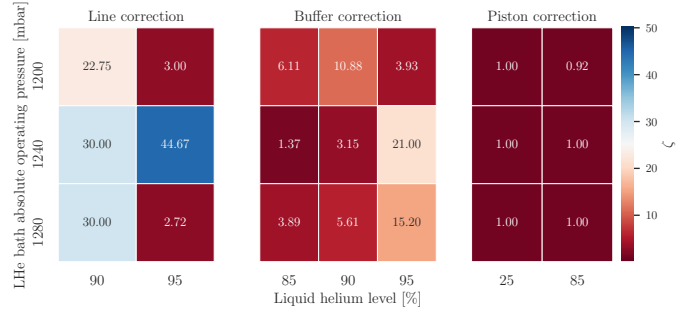 Line correction
Buffer correction
Piston correction
LHe bath absolute operating pressure [mbar]
1200
22.75 3.00
6.11 10.88 3.93
1.00 0.92
1240
30.00 44.67
1.37 3.15 21.00
1.00 1.00
1280
30.00 2.72
3.89 5.61 15.20
1.00 1.00
90 95
85 90 95
25 85
Liquid helium level [%]
50
40
30
20
10
ζ